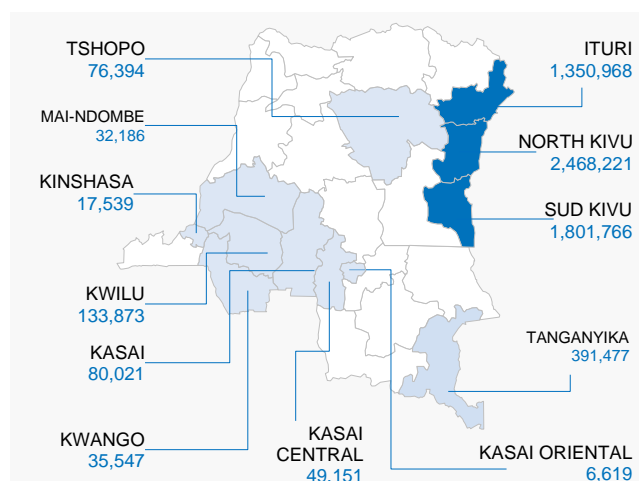 TSHOPO
76,394
ITURI
1,350,968
MAI-NDOMBE
32,186
NORTH KIVU
2,468,221
KINSHASA
17,539
SUD KIVU
1,801,766
KWILU
133,873
TANGANYIKA
391,477
KASAI
80,021
KWANGO
35,547
KASAI
CENTRAL
49,151
KASAI ORIENTAL
6,619